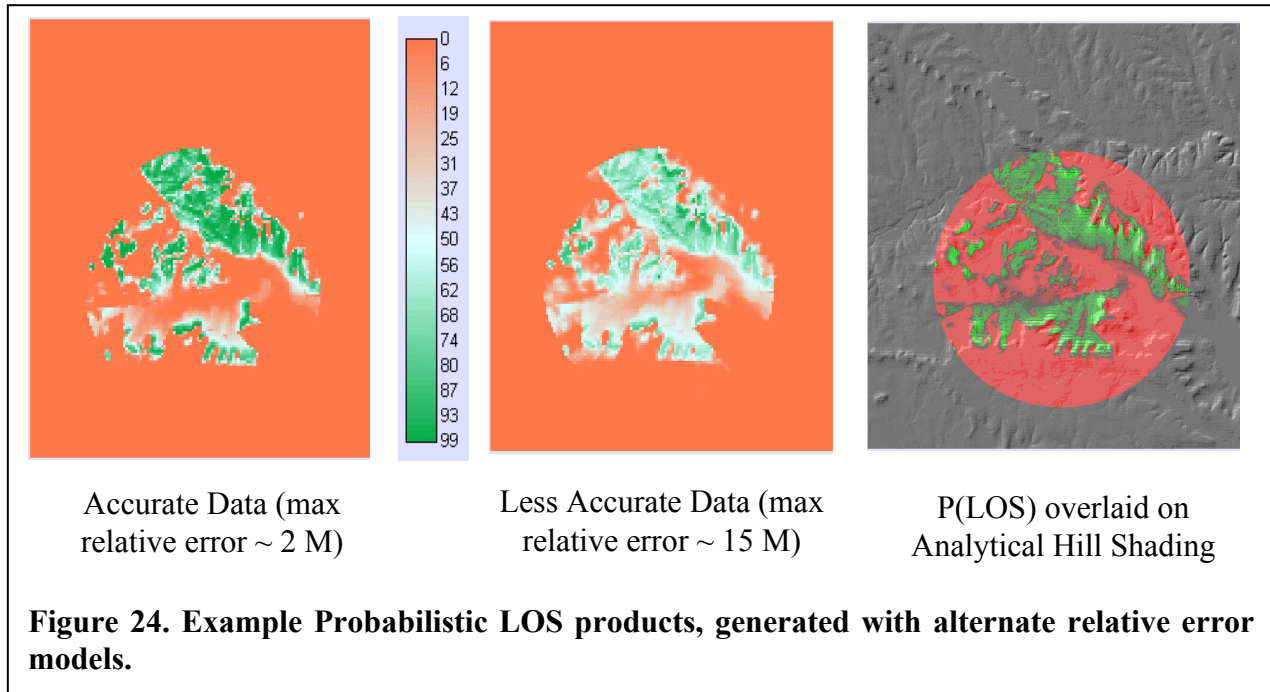 0
6
12
19
25
31
37
43
50
56
62
68
74
80
87
93
99
Accurate Data (max
relative error ~ 2 M)
Less Accurate Data (max
relative error ~ 15 M)
P(LOS) overlaid on
Analytical Hill Shading
Figure 24. Example Probabilistic LOS products, generated with alternate relative error
models.